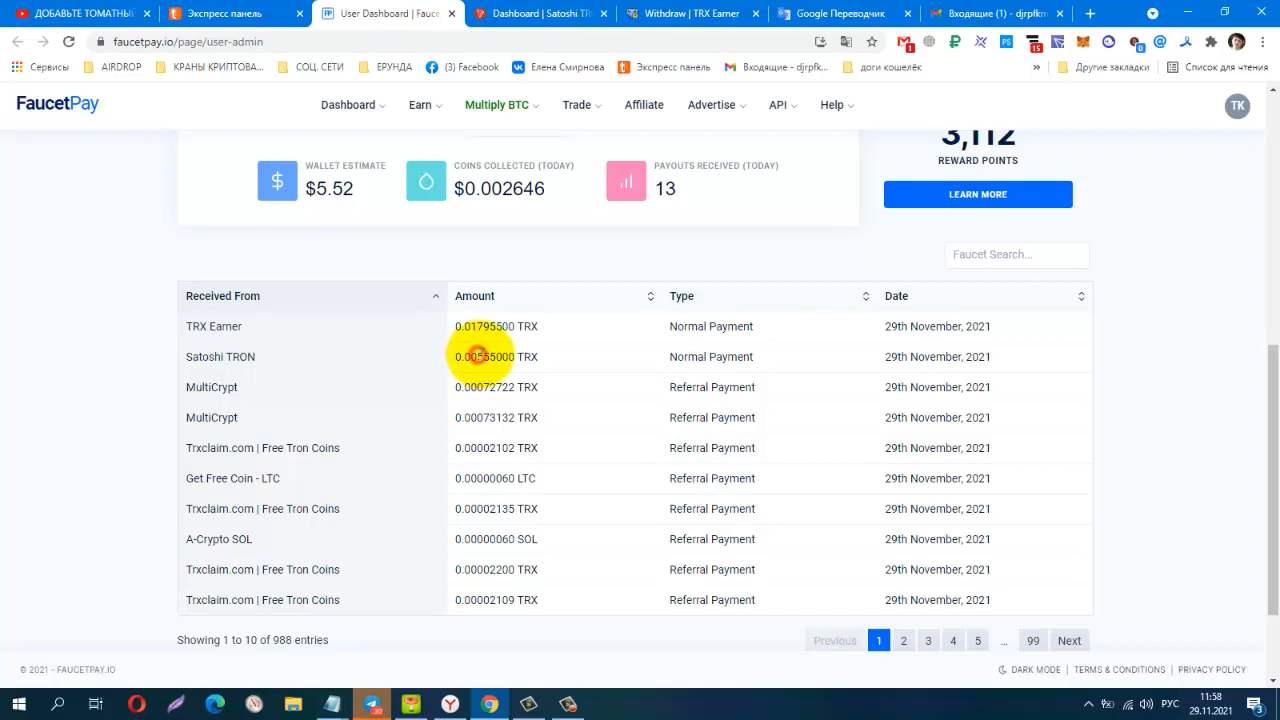 ДОБАВЬТЕ ТОМАТНЫЙ
Экспресс панель
User Dashboard | Fauce
Dashboard | Satoshi TR
Withdraw | TRX Earner
Google Переводчик
Входящие (1) - djrpfkm
faucetpay.io/page/user-admin
Сервисы
AIRDROP
КРАНЫ КРИПТОВА...
СОЦ. СЕТИ
ЕРУНДА
(3) Facebook
Елена Смирнова
Экспресс панель
Входящие - djrpfk...
доги кошелёк
»
Другие закладки
Список для чтения
FaucetPay
Dashboard
Earn
Multiply BTC
Trade
Affiliate
Advertise
API
Help
TK
3,112
REWARD POINTS
LEARN MORE
WALLET ESTIMATE
$5.52
COINS COLLECTED (TODAY)
$0.002646
PAYOUTS RECEIVED (TODAY)
13
Faucet Search...
Received From Amount Type Date
TRX Earner 0.01795500 TRX Normal Payment 29th November, 2021
Satoshi TRON 0.00555000 TRX Normal Payment 29th November, 2021
MultiCrypt 0.00072722 TRX Referral Payment 29th November, 2021
MultiCrypt 0.00073132 TRX Referral Payment 29th November, 2021
Trxclaim.com | Free Tron Coins 0.00002102 TRX Referral Payment 29th November, 2021
Get Free Coin - LTC 0.00000060 LTC Referral Payment 29th November, 2021
Trxclaim.com | Free Tron Coins 0.00002135 TRX Referral Payment 29th November, 2021
A-Crypto SOL 0.00000060 SOL Referral Payment 29th November, 2021
Trxclaim.com | Free Tron Coins 0.00002200 TRX Referral Payment 29th November, 2021
Trxclaim.com | Free Tron Coins 0.00002109 TRX Referral Payment 29th November, 2021
Showing 1 to 10 of 988 entries
Previous 1 2 3 4 5 ... 99 Next
© 2021 - FAUCETPAY.IO
DARK MODE | TERMS & CONDITIONS | PRIVACY POLICY
РУС
11:58
29.11.2021